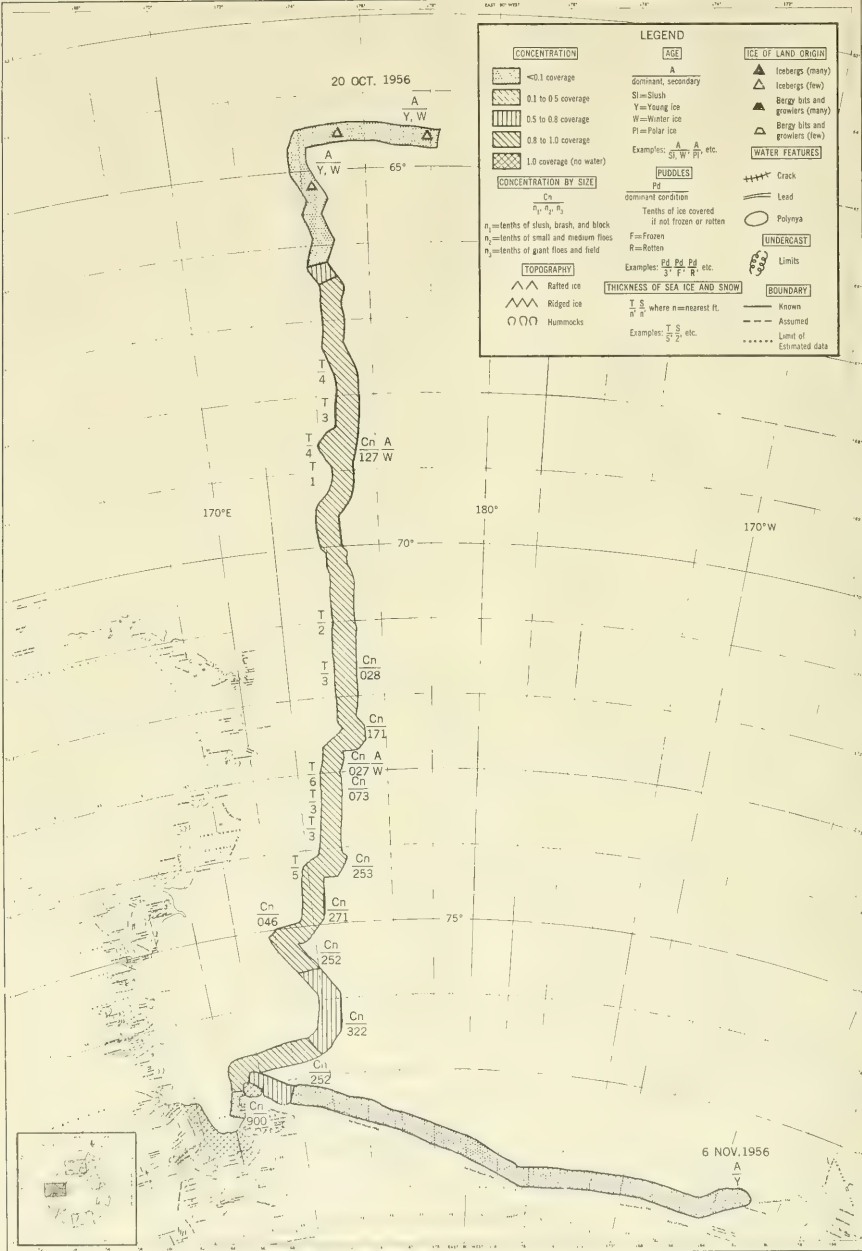 EAST 180° WEST
LEGEND
CONCENTRATION
<0.1 coverage
0.1 to 0.5 coverage
0.5 to 0.8 coverage
0.8 to 1.0 coverage
1.0 coverage (no water)
CONCENTRATION BY SIZE
Cn
n1, n2, n3
n1=tenths of slush, brash, and block
n2=tenths of small and medium floes
n3=tenths of giant floes and field
TOPOGRAPHY
Rafted ice
Ridged ice
Hummocks
AGE
A
dominant, secondary
Sl=Slush
Y=Young ice
W=Winter ice
Pl=Polar ice
Examples: A/Sl, W, A/Pl, etc.
PUDDLES
Pd
dominant condition
Tenths of ice covered
if not frozen or rotten
F=Frozen
R=Rotten
Examples: Pd/3, Pd/F, Pd/R, etc.
THICKNESS OF SEA ICE AND SNOW
T/n, S/n, where n=nearest ft.
Examples: T/5, S/2, etc.
ICE OF LAND ORIGIN
Icebergs (many)
Icebergs (few)
Bergy bits and
growlers (many)
Bergy bits and
growlers (few)
WATER FEATURES
Crack
Lead
Polynya
UNDERCAST
Limits
BOUNDARY
Known
Assumed
Limit of
Estimated data
20 OCT. 1956
A
Y, W
A
Y, W
65°
T
4
T
3
T
4
Cn A
127 W
T
1
170°E
180°
170°W
70°
T
2
T
3
Cn
028
Cn
171
Cn A
027 W
T
6
Cn
073
T
3
T
3
Cn
253
T
5
Cn
046
Cn
271
75°
Cn
252
Cn
322
Cn
252
Cn
900
6 NOV. 1956
A
Y
EAST 180° WEST